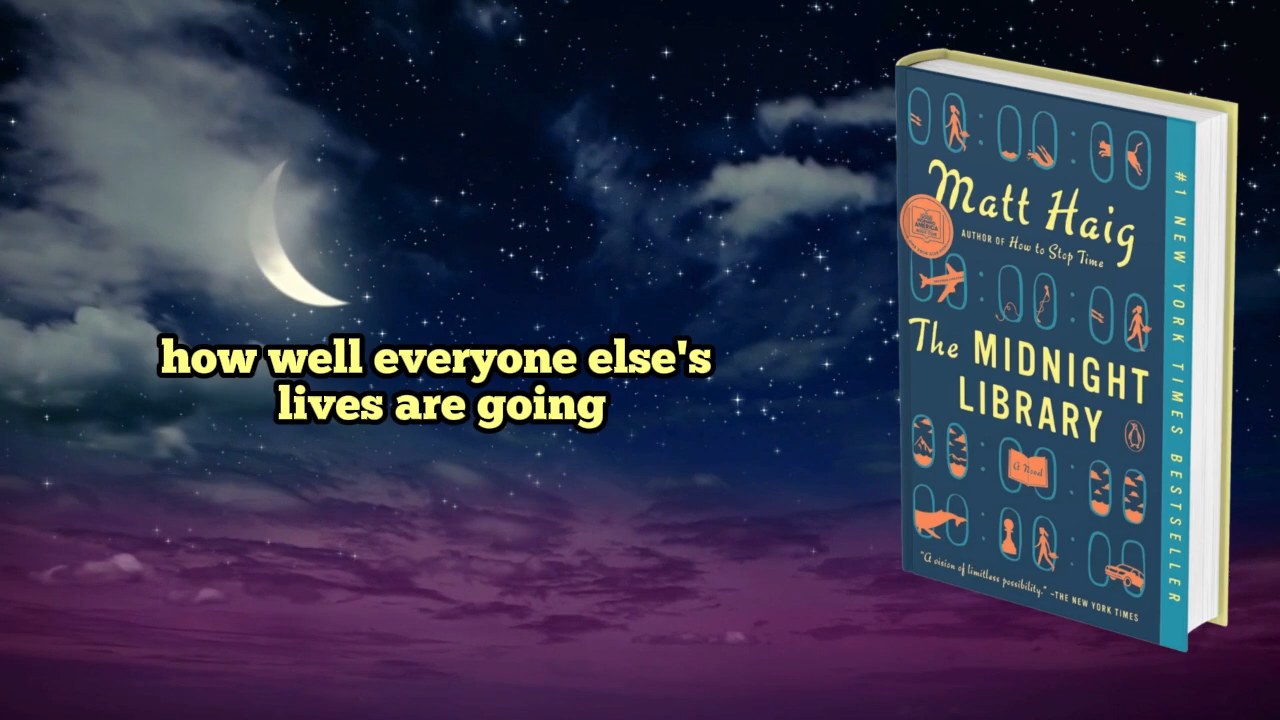 how well everyone else's
lives are going
Matt Haig
AUTHOR OF How to Stop Time
The MIDNIGHT
LIBRARY
A Novel
"A vision of limitless possibility." –THE NEW YORK TIMES
#1 NEW YORK TIMES BESTSELLER